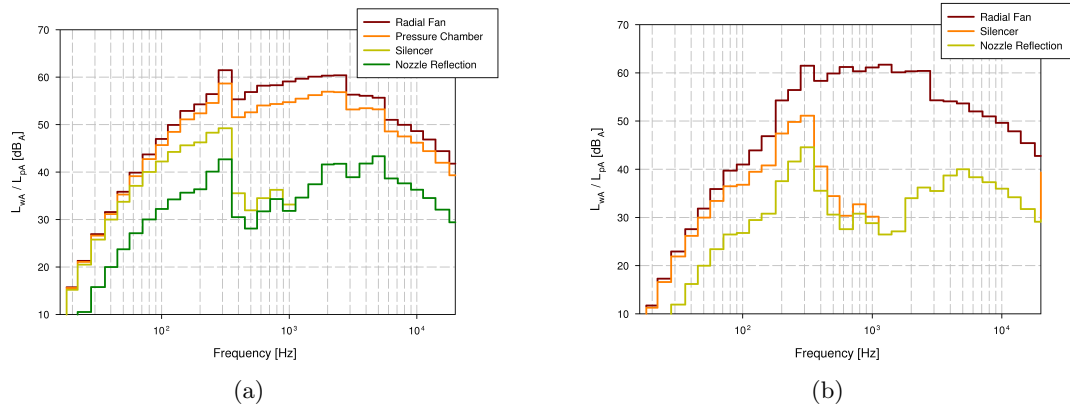 70
60
50
40
30
20
10
L_wA / L_pA [dB_A]
10^2
10^3
10^4
Frequency [Hz]
Radial Fan
Pressure Chamber
Silencer
Nozzle Reflection
(a)
70
60
50
40
30
20
10
L_wA / L_pA [dB_A]
10^2
10^3
10^4
Frequency [Hz]
Radial Fan
Silencer
Nozzle Reflection
(b)